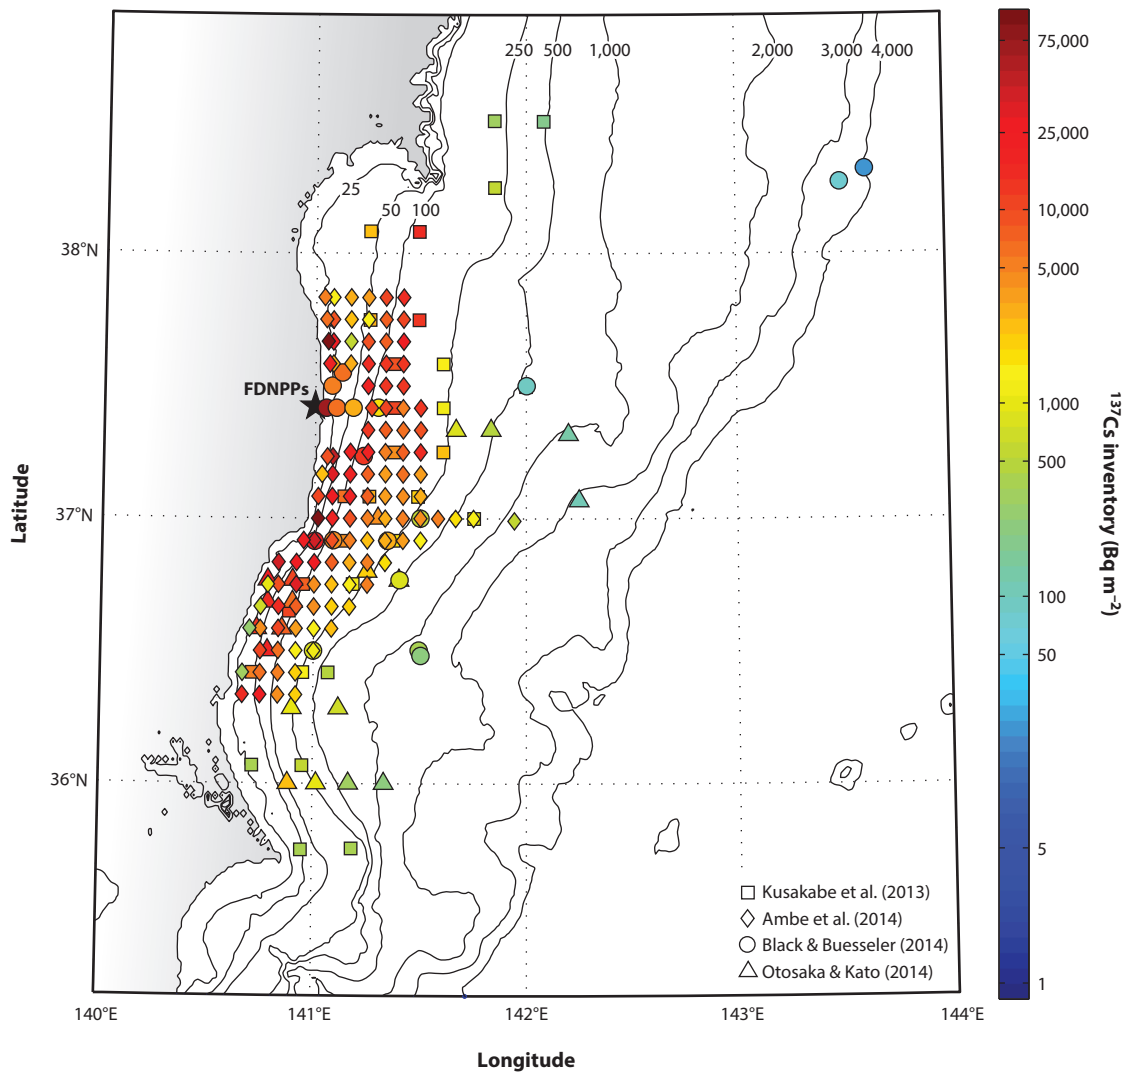 250 500 1,000 2,000 3,000 4,000
75,000
25,000
25
50 100
10,000
38°N
5,000
FDNPPs
1,000
500
37°N
100
50
36°N
5
1
¹³⁷Cs inventory (Bq m⁻²)
Latitude
Kusakabe et al. (2013)
Ambe et al. (2014)
Black & Buesseler (2014)
Otosaka & Kato (2014)
140°E 141°E 142°E 143°E 144°E
Longitude